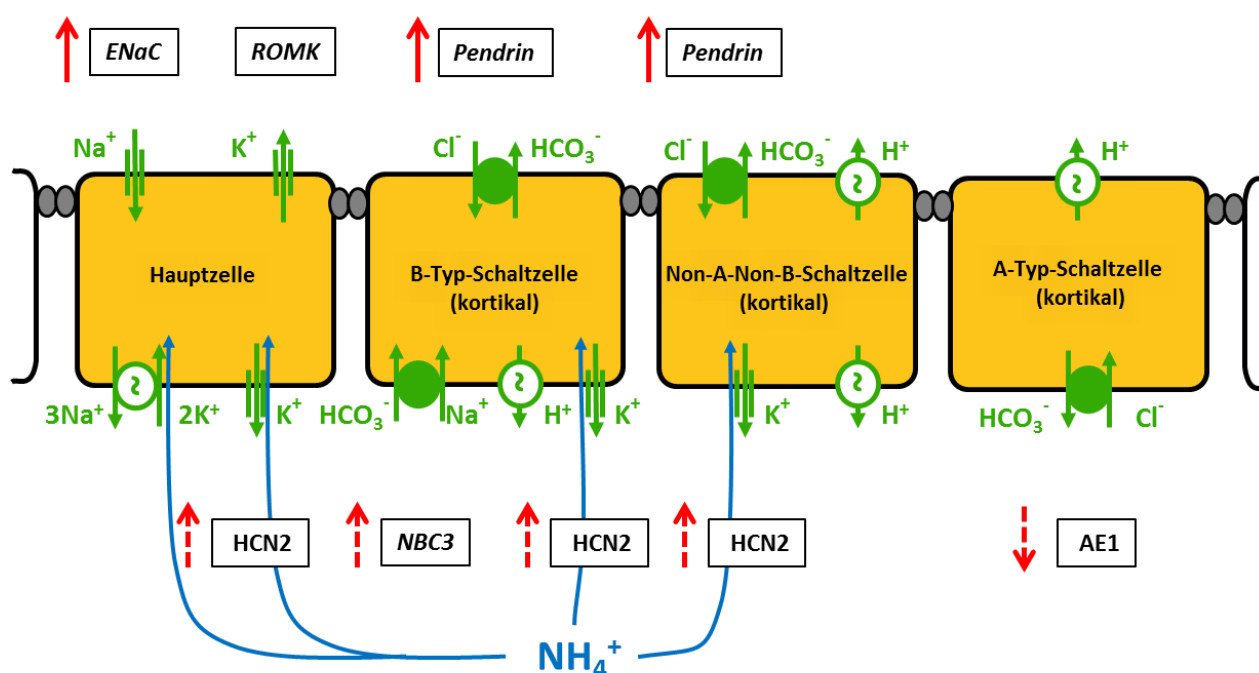 ENaC ROMK Pendrin Pendrin
Na⁺ K⁺ Cl⁻ HCO₃⁻ Cl⁻ HCO₃⁻ H⁺ H⁺
~ ~
Hauptzelle B-Typ-Schaltzelle Non-A-Non-B-Schaltzelle A-Typ-Schaltzelle
(kortikal) (kortikal) (kortikal)
~ ~ ~
3Na⁺ 2K⁺ K⁺ HCO₃⁻ Na⁺ H⁺ K⁺ K⁺ H⁺ HCO₃⁻ Cl⁻
HCN2 NBC3 HCN2 HCN2 AE1
NH₄⁺